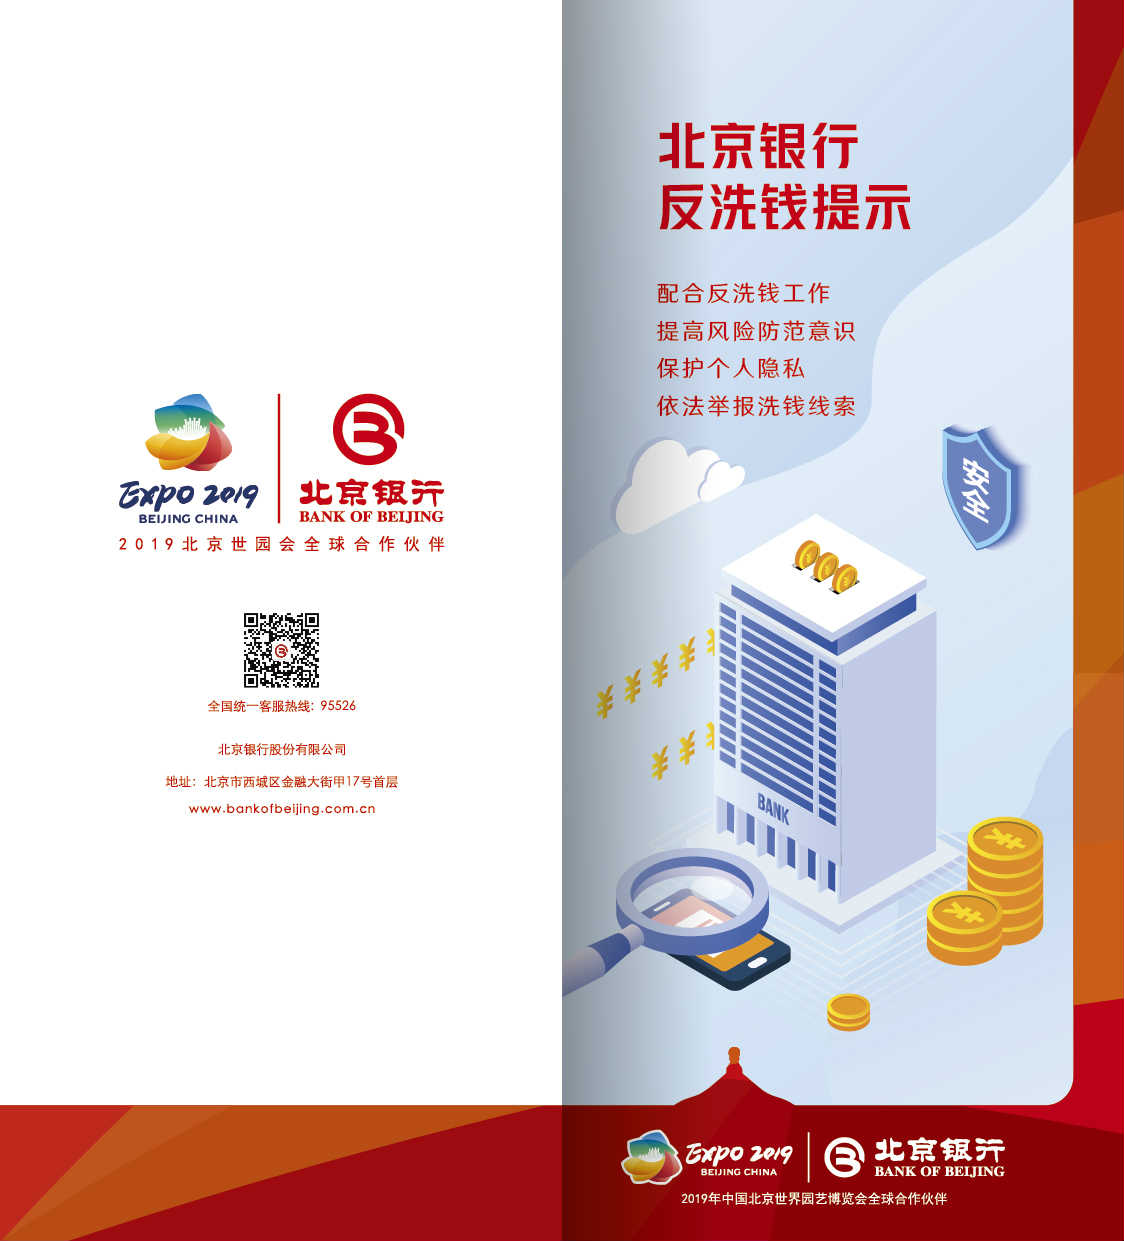 EXPO 2019
BEIJING CHINA
北京银行
BANK OF BEIJING
2019北京世园会全球合作伙伴
全国统一客服热线: 95526
北京银行股份有限公司
地址：北京市西城区金融大街甲17号首层
www.bankofbeijing.com.cn
北京银行
反洗钱提示
配合反洗钱工作
提高风险防范意识
保护个人隐私
依法举报洗钱线索
安全
BANK
EXPO 2019
BEIJING CHINA
北京银行
BANK OF BEIJING
2019年中国北京世界园艺博览会全球合作伙伴